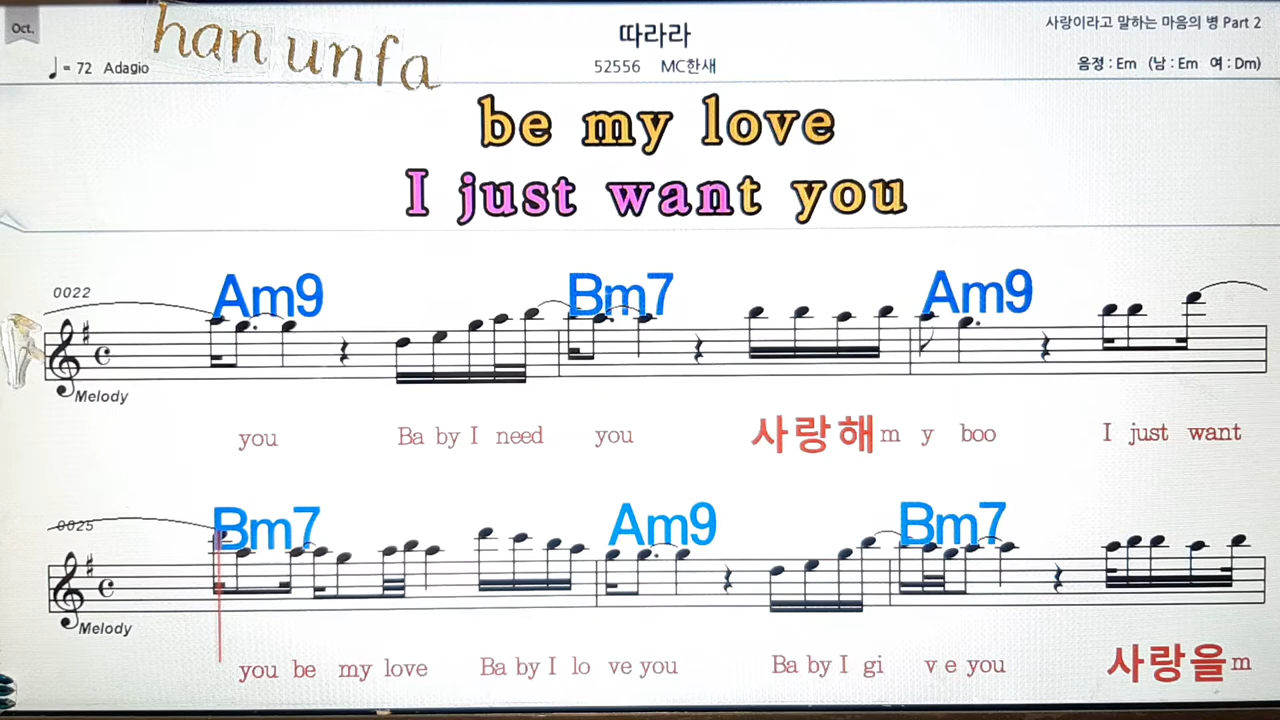 Oct.
han unfa
따라라
사랑이라고 말하는 마음의 병 Part 2
♩ = 72 Adagio
52556 MC한새
음정 : Em (남 : Em 여 : Dm)
be my love
I just want you
0022 Am9 Bm7 Am9
Melody
you Ba by I need you 사랑해 m y boo I just want
0025 Bm7 Am9 Bm7
Melody
you be my love Ba by I lo ve you Ba by I gi v e you 사랑을 m